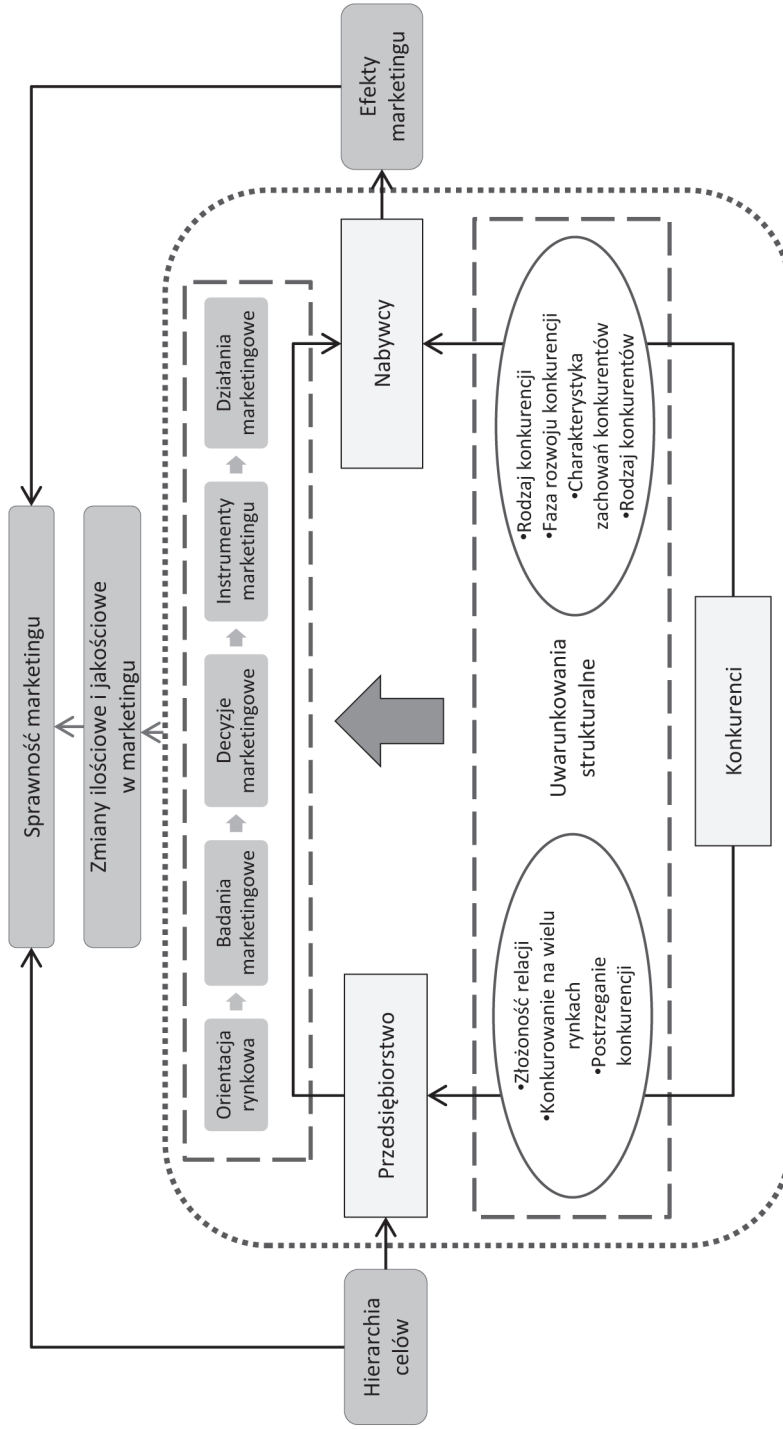 Sprawność marketingu
Zmiany ilościowe i jakościowe
w marketingu
Orientacja
rynkowa
Badania
marketingowe
Decyzje
marketingowe
Instrumenty
marketingu
Działania
marketingowe
Hierarchia
celów
Przedsiębiorstwo
Nabywcy
Efekty
marketingu
•Złożoność relacji
•Konkurowanie na wielu
rynkach
•Postrzeganie
konkurencji
Uwarunkowania
strukturalne
•Rodzaj konkurencji
•Faza rozwoju konkurencji
•Charakterystyka
zachowań konkurentów
•Rodzaj konkurentów
Konkurenci